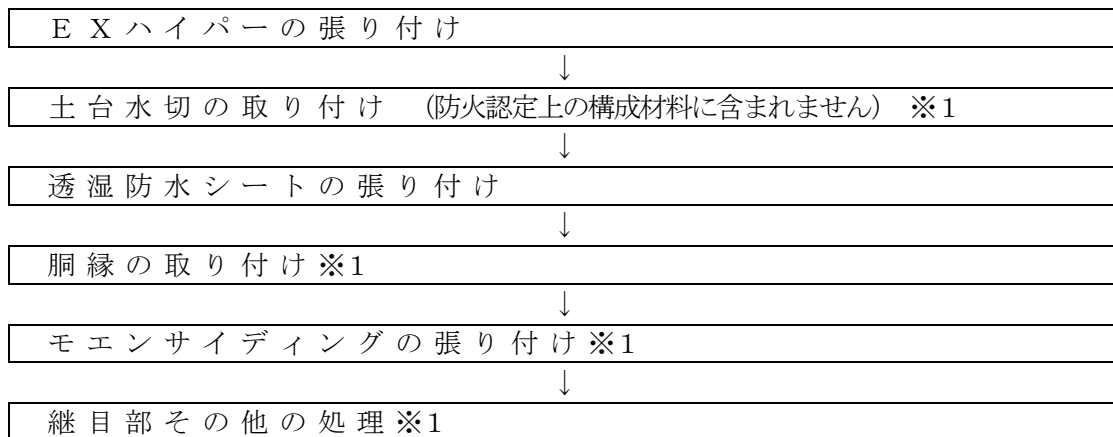 EXハイパーの張り付け
↓
土台水切の取り付け （防火認定上の構成材料に含まれません） ※1
↓
透湿防水シートの張り付け
↓
胴縁の取り付け※1
↓
モエンサイディングの張り付け※1
↓
継目部その他の処理※1